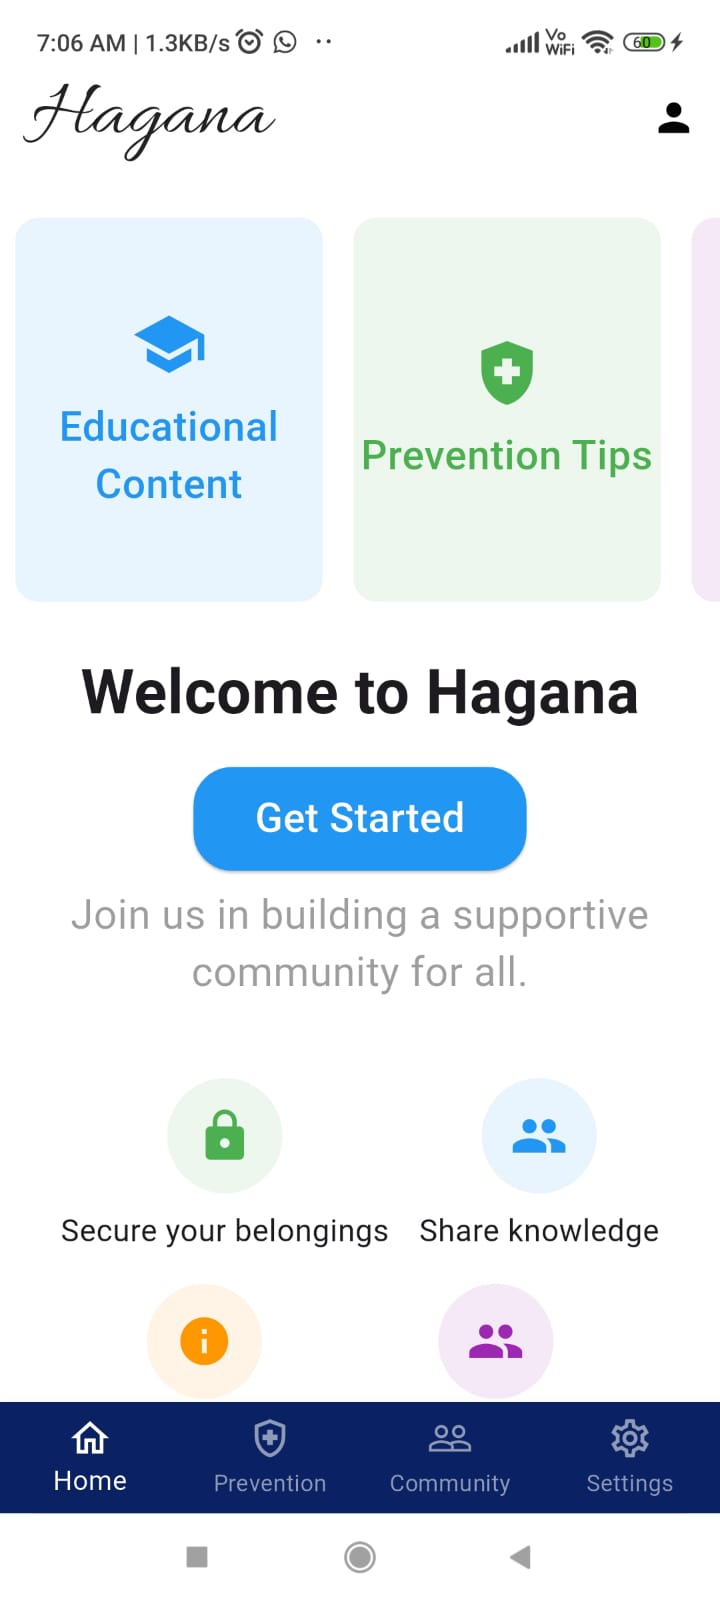 7:06 AM | 1.3KB/s
Vo
WiFi
60
Hagana
Educational
Content
Prevention Tips
Welcome to Hagana
Get Started
Join us in building a supportive
community for all.
Secure your belongings
Share knowledge
Home
Prevention
Community
Settings